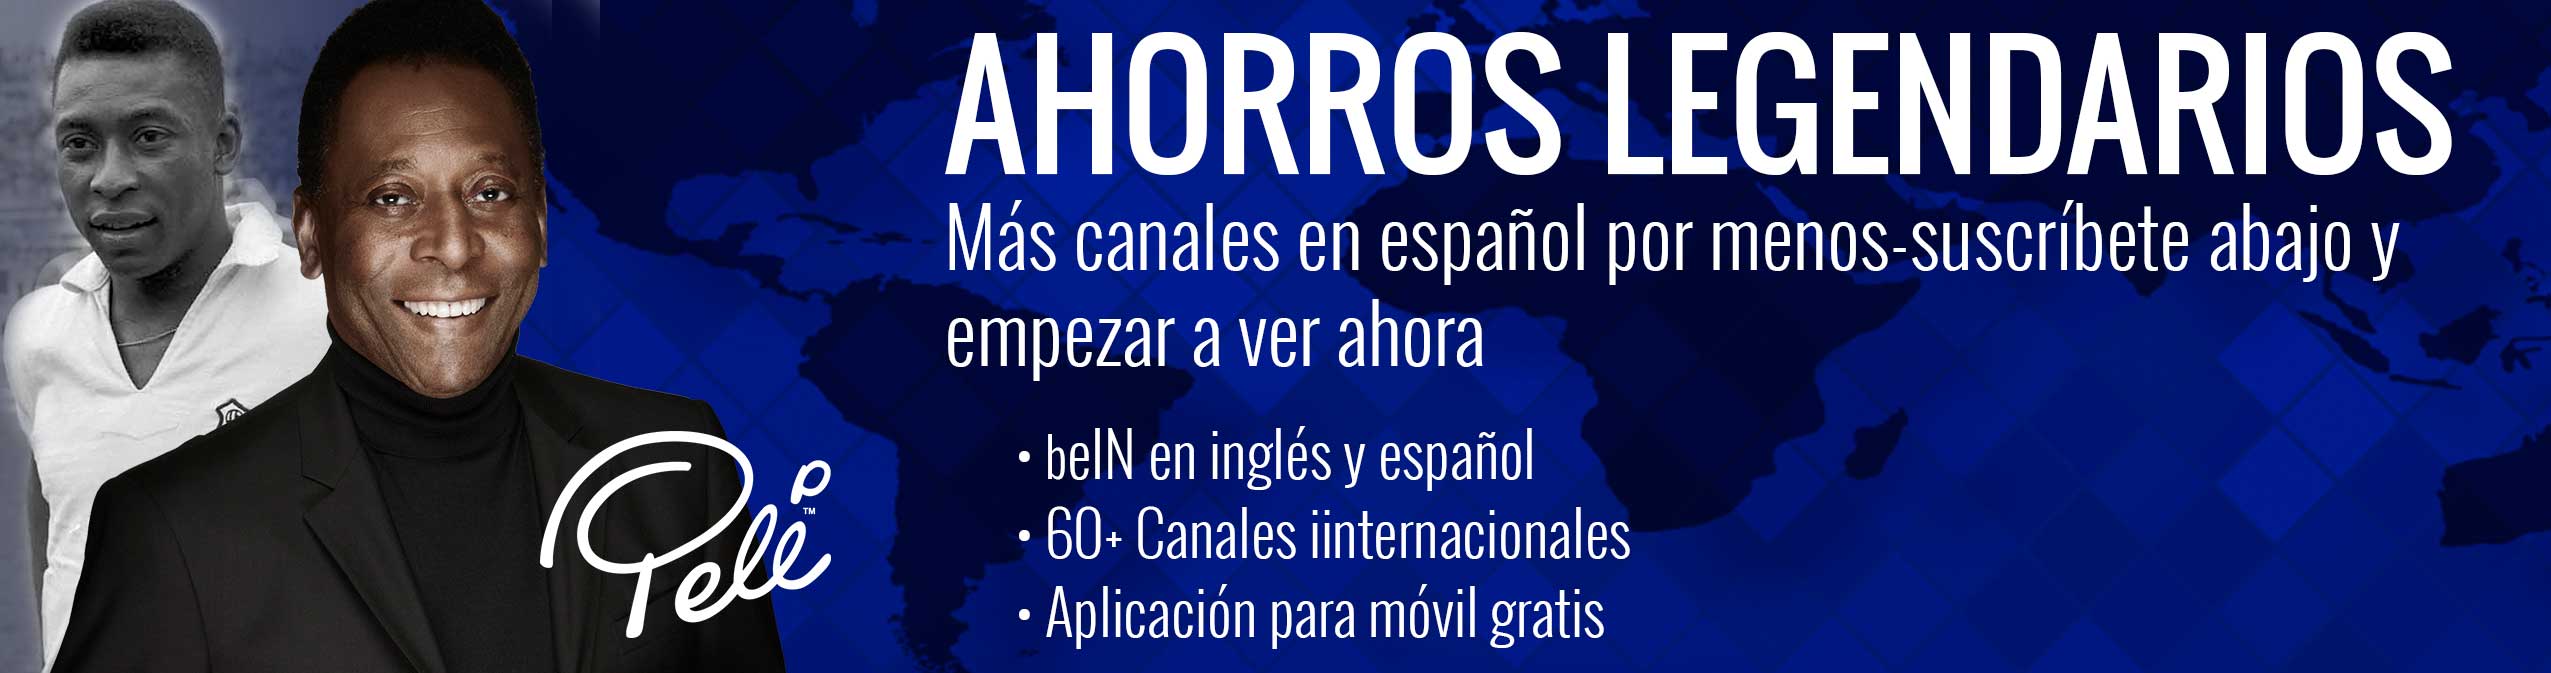 AHORROS LEGENDARIOS
Más canales en español por menos-suscríbete abajo y
empezar a ver ahora
• beIN en inglés y español
• 60+ Canales iinternacionales
• Aplicación para móvil gratis
Pelé™